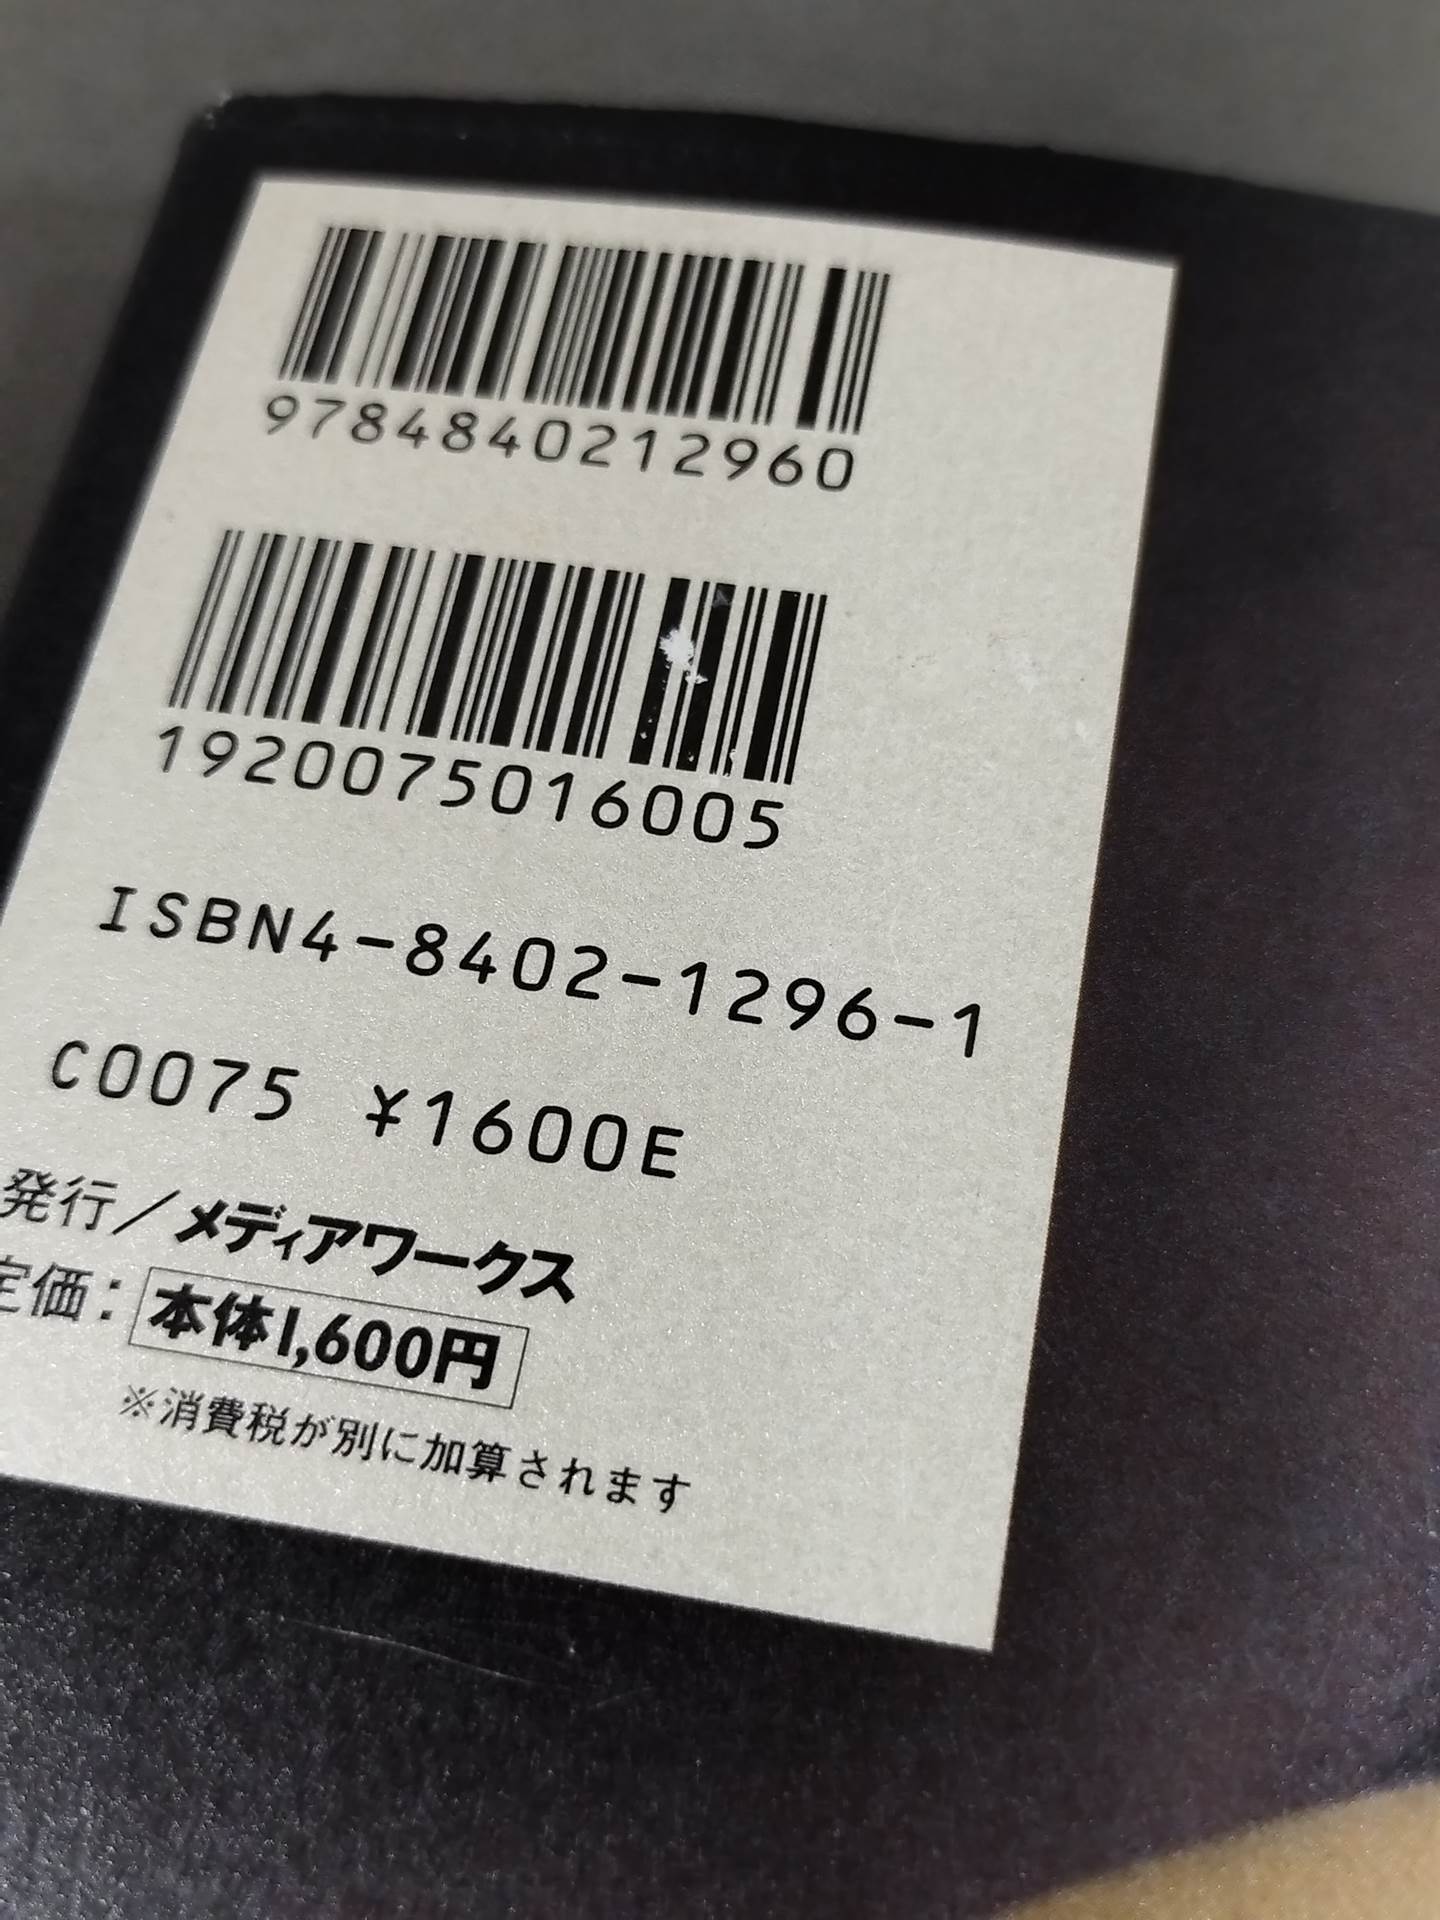 9784840212960
1920075016005
ISBN4-8402-1296-1
C0075 ¥1600E
発行／メディアワークス
定価：本体1,600円
※消費税が別に加算されます